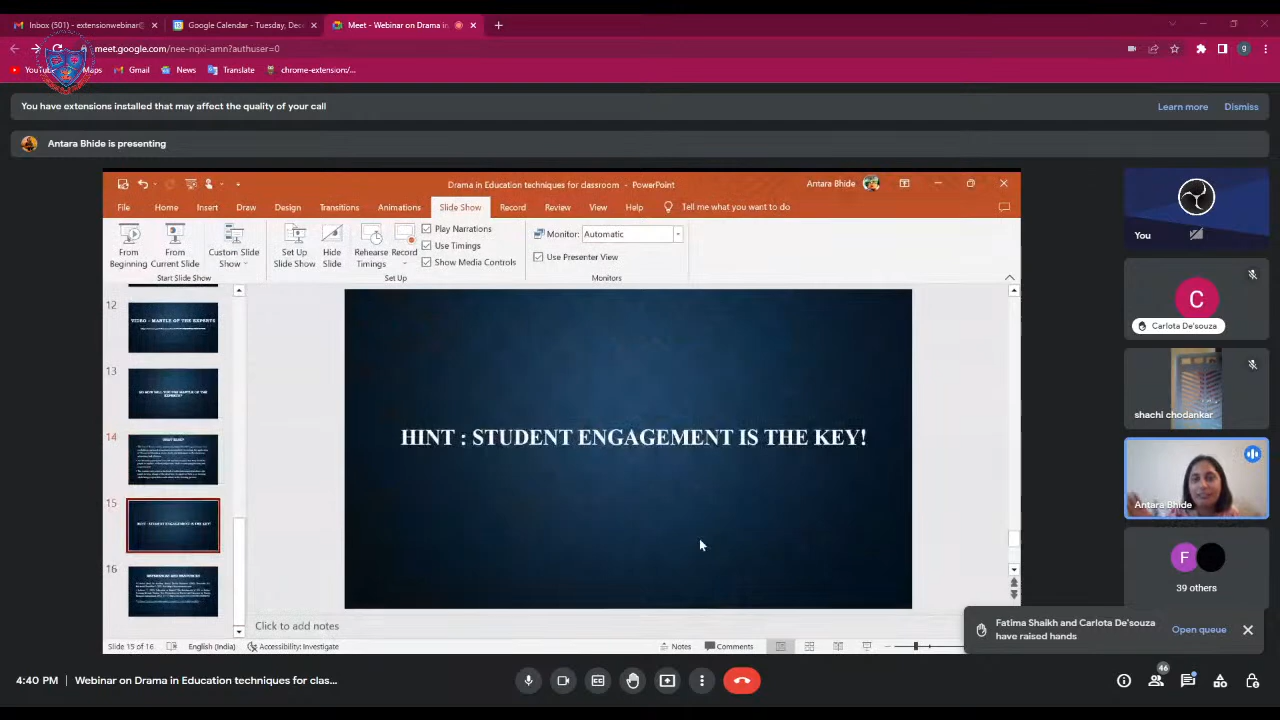 Inbox (501) - extensionwebinar@
Google Calendar - Tuesday, Dec
Meet - Webinar on Drama in
meet.google.com/nee-nqxi-amn?authuser=0
YouTube
Maps
Gmail
News
Translate
chrome-extension:/...
You have extensions installed that may affect the quality of your call
Learn more
Dismiss
Antara Bhide is presenting
Drama in Education techniques for classroom - PowerPoint
Antara Bhide
File Home Insert Draw Design Transitions Animations Slide Show Record Review View Help Tell me what you want to do
From Beginning
From Current Slide
Custom Slide Show
Set Up Slide Show
Hide Slide
Rehearse Timings
Record
Play Narrations
Use Timings
Show Media Controls
Monitor: Automatic
Use Presenter View
Start Slide Show
Set Up
Monitors
12
VIDEO - MANTLE OF THE EXPERTS
13
14
15
HINT : STUDENT ENGAGEMENT IS THE KEY!
16
HINT : STUDENT ENGAGEMENT IS THE KEY!
Click to add notes
Slide 15 of 16
English (India)
Accessibility: Investigate
Notes
Comments
You
C
Carlota De'souza
shachi chodankar
Antara Bhide
F
39 others
Fatima Shaikh and Carlota De'souza
have raised hands
Open queue
4:40 PM | Webinar on Drama in Education techniques for clas...
46